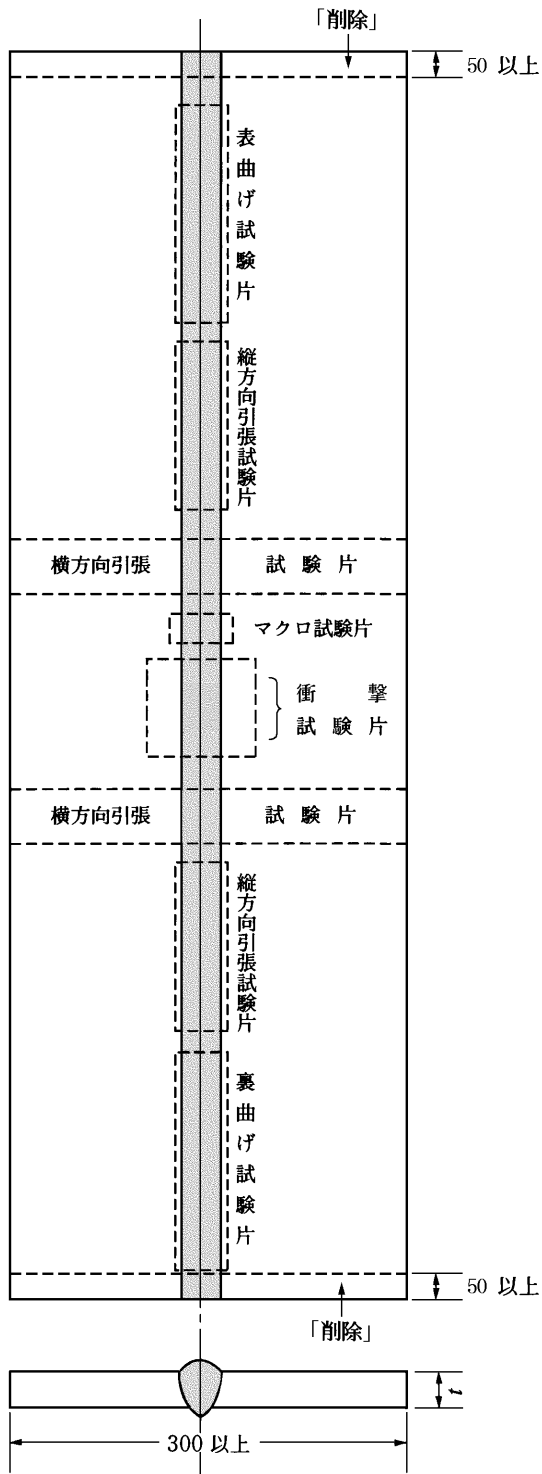 「削除」
50 以上
表曲げ試験片
縦方向引張試験片
横方向引張 試験片
マクロ試験片
衝撃
試験片
横方向引張 試験片
縦方向引張試験片
裏曲げ試験片
50 以上
「削除」
t
300 以上